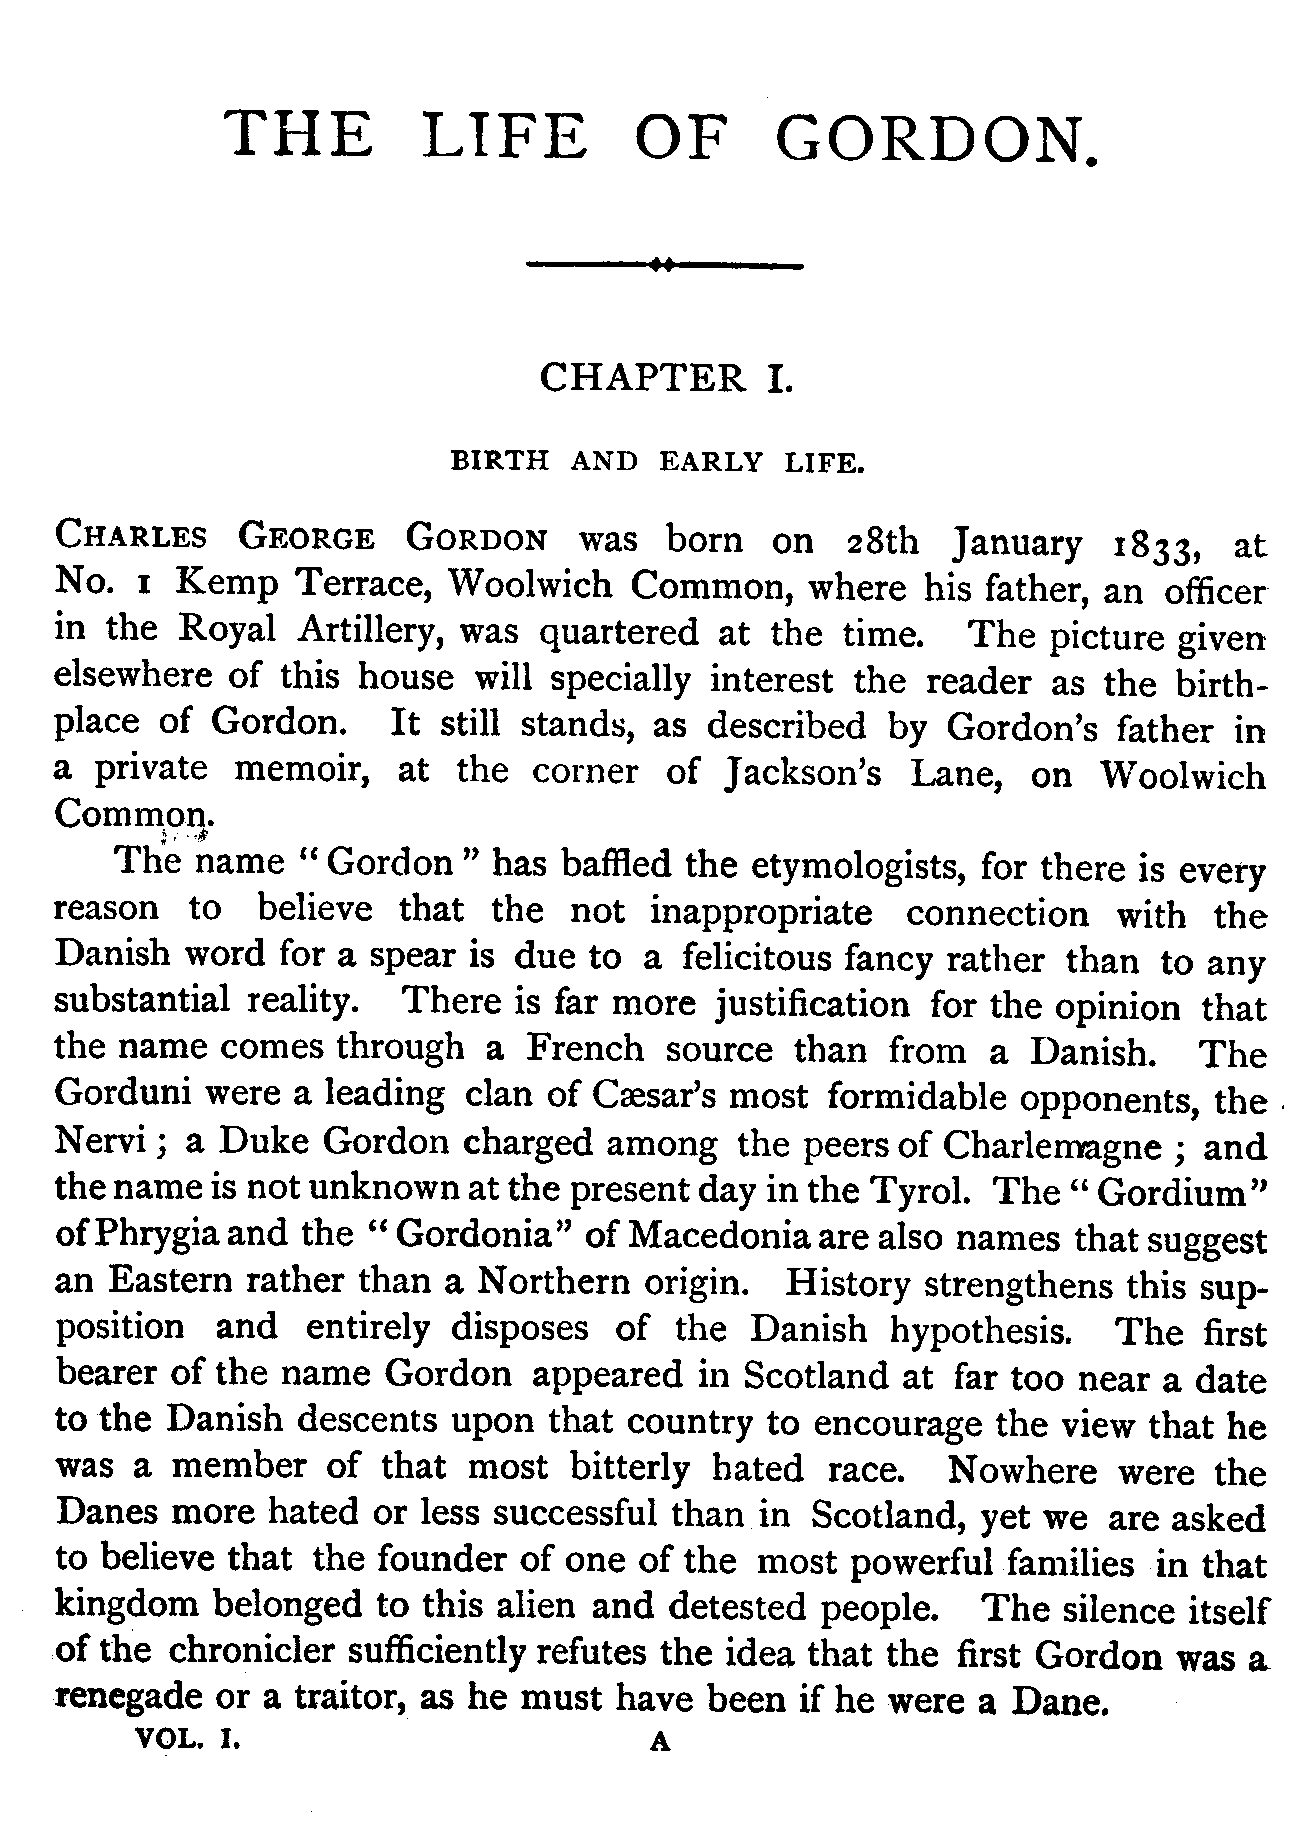 THE LIFE OF GORDON.
CHAPTER I.
BIRTH AND EARLY LIFE.
CHARLES GEORGE GORDON was born on 28th January 1833, at
No. 1 Kemp Terrace, Woolwich Common, where his father, an officer
in the Royal Artillery, was quartered at the time. The picture given
elsewhere of this house will specially interest the reader as the birth-
place of Gordon. It still stands, as described by Gordon's father in
a private memoir, at the corner of Jackson's Lane, on Woolwich
Common.
The name "Gordon" has baffled the etymologists, for there is every
reason to believe that the not inappropriate connection with the
Danish word for a spear is due to a felicitous fancy rather than to any
substantial reality. There is far more justification for the opinion that
the name comes through a French source than from a Danish. The
Gorduni were a leading clan of Cæsar's most formidable opponents, the
Nervi; a Duke Gordon charged among the peers of Charlemagne; and
the name is not unknown at the present day in the Tyrol. The "Gordium"
of Phrygia and the "Gordonia" of Macedonia are also names that suggest
an Eastern rather than a Northern origin. History strengthens this sup-
position and entirely disposes of the Danish hypothesis. The first
bearer of the name Gordon appeared in Scotland at far too near a date
to the Danish descents upon that country to encourage the view that he
was a member of that most bitterly hated race. Nowhere were the
Danes more hated or less successful than in Scotland, yet we are asked
to believe that the founder of one of the most powerful families in that
kingdom belonged to this alien and detested people. The silence itself
of the chronicler sufficiently refutes the idea that the first Gordon was a
renegade or a traitor, as he must have been if he were a Dane.
VOL. I. A